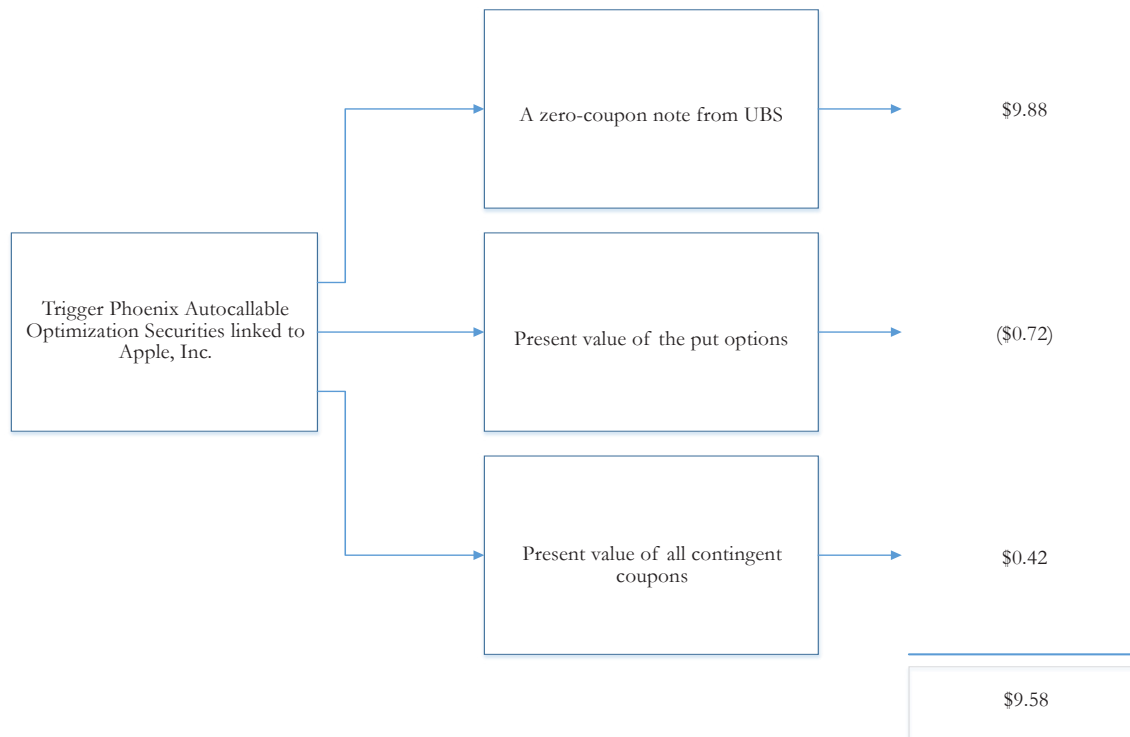 A zero-coupon note from UBS
$9.88
Trigger Phoenix Autocallable
Optimization Securities linked to
Apple, Inc.
Present value of the put options
($0.72)
Present value of all contingent
coupons
$0.42
$9.58